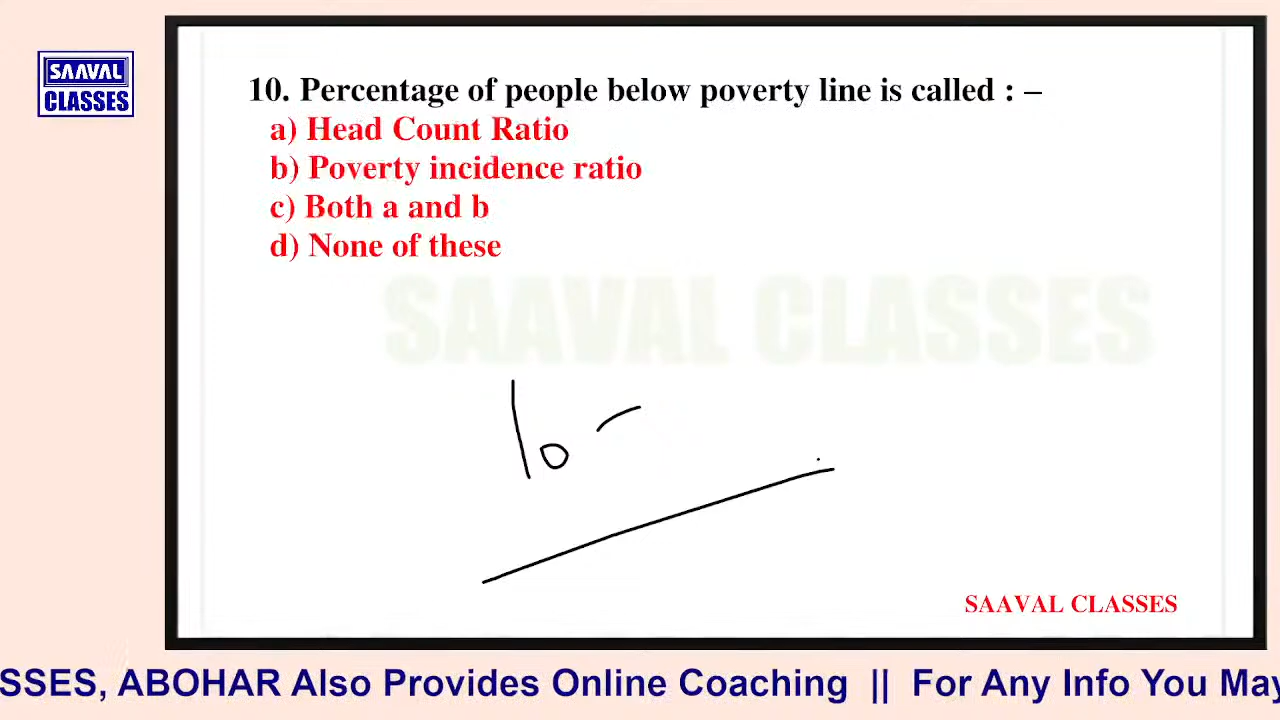 SAAVAL
CLASSES
10. Percentage of people below poverty line is called : –
a) Head Count Ratio
b) Poverty incidence ratio
c) Both a and b
d) None of these
SAAVAL CLASSES
10 -
SAAVAL CLASSES
SSES, ABOHAR Also Provides Online Coaching || For Any Info You May